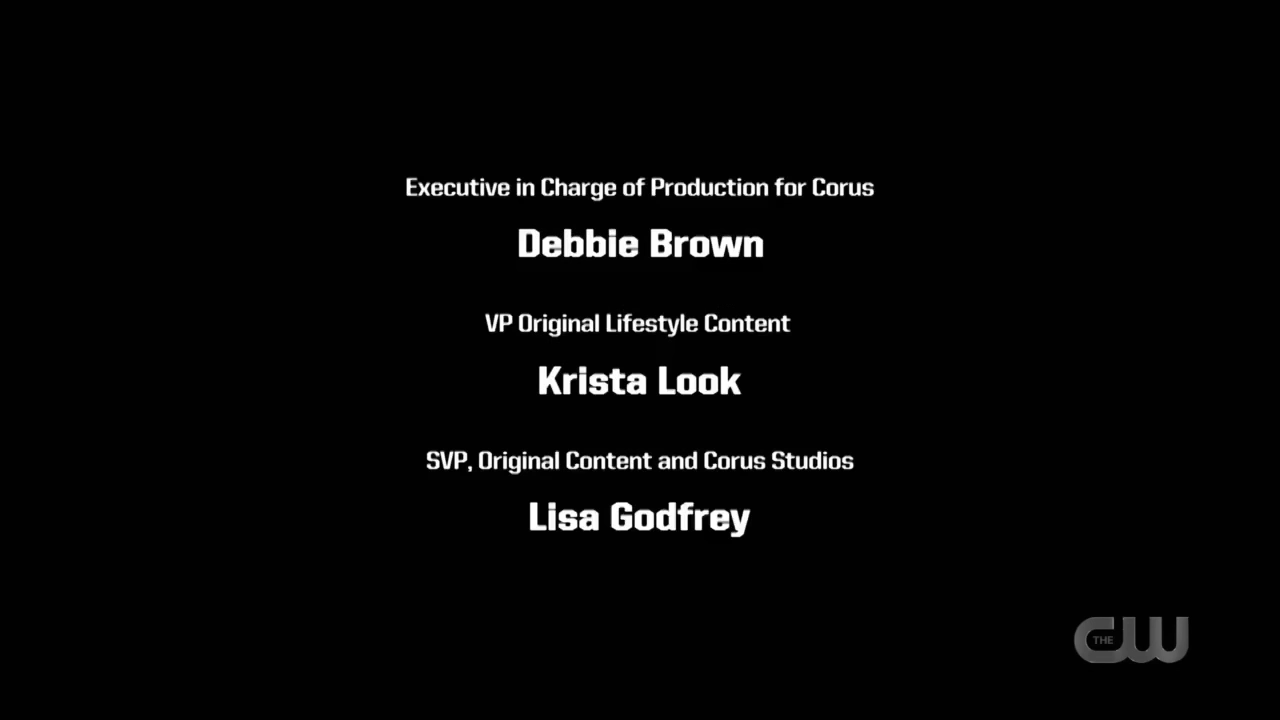 Executive in Charge of Production for Corus
Debbie Brown
VP Original Lifestyle Content
Krista Look
SVP, Original Content and Corus Studios
Lisa Godfrey
THE CW